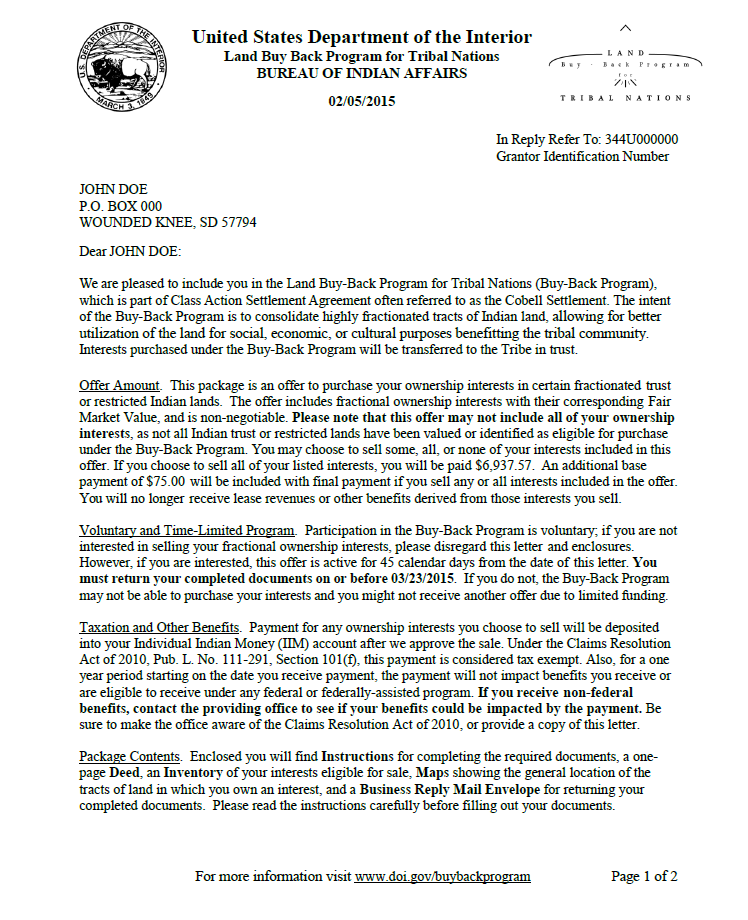 U.S. DEPARTMENT OF THE INTERIOR
MARCH 3, 1849
United States Department of the Interior
Land Buy Back Program for Tribal Nations
BUREAU OF INDIAN AFFAIRS
02/05/2015
LAND
Buy - Back Program
for
TRIBAL NATIONS
In Reply Refer To: 344U000000
Grantor Identification Number
JOHN DOE
P.O. BOX 000
WOUNDED KNEE, SD 57794
Dear JOHN DOE:
We are pleased to include you in the Land Buy-Back Program for Tribal Nations (Buy-Back Program),
which is part of Class Action Settlement Agreement often referred to as the Cobell Settlement. The intent
of the Buy-Back Program is to consolidate highly fractionated tracts of Indian land, allowing for better
utilization of the land for social, economic, or cultural purposes benefitting the tribal community.
Interests purchased under the Buy-Back Program will be transferred to the Tribe in trust.
Offer Amount. This package is an offer to purchase your ownership interests in certain fractionated trust
or restricted Indian lands. The offer includes fractional ownership interests with their corresponding Fair
Market Value, and is non-negotiable. Please note that this offer may not include all of your ownership
interests, as not all Indian trust or restricted lands have been valued or identified as eligible for purchase
under the Buy-Back Program. You may choose to sell some, all, or none of your interests included in this
offer. If you choose to sell all of your listed interests, you will be paid $6,937.57. An additional base
payment of $75.00 will be included with final payment if you sell any or all interests included in the offer.
You will no longer receive lease revenues or other benefits derived from those interests you sell.
Voluntary and Time-Limited Program. Participation in the Buy-Back Program is voluntary; if you are not
interested in selling your fractional ownership interests, please disregard this letter and enclosures.
However, if you are interested, this offer is active for 45 calendar days from the date of this letter. You
must return your completed documents on or before 03/23/2015. If you do not, the Buy-Back Program
may not be able to purchase your interests and you might not receive another offer due to limited funding.
Taxation and Other Benefits. Payment for any ownership interests you choose to sell will be deposited
into your Individual Indian Money (IIM) account after we approve the sale. Under the Claims Resolution
Act of 2010, Pub. L. No. 111-291, Section 101(f), this payment is considered tax exempt. Also, for a one
year period starting on the date you receive payment, the payment will not impact benefits you receive or
are eligible to receive under any federal or federally-assisted program. If you receive non-federal
benefits, contact the providing office to see if your benefits could be impacted by the payment. Be
sure to make the office aware of the Claims Resolution Act of 2010, or provide a copy of this letter.
Package Contents. Enclosed you will find Instructions for completing the required documents, a one-
page Deed, an Inventory of your interests eligible for sale, Maps showing the general location of the
tracts of land in which you own an interest, and a Business Reply Mail Envelope for returning your
completed documents. Please read the instructions carefully before filling out your documents.
For more information visit www.doi.gov/buybackprogram
Page 1 of 2